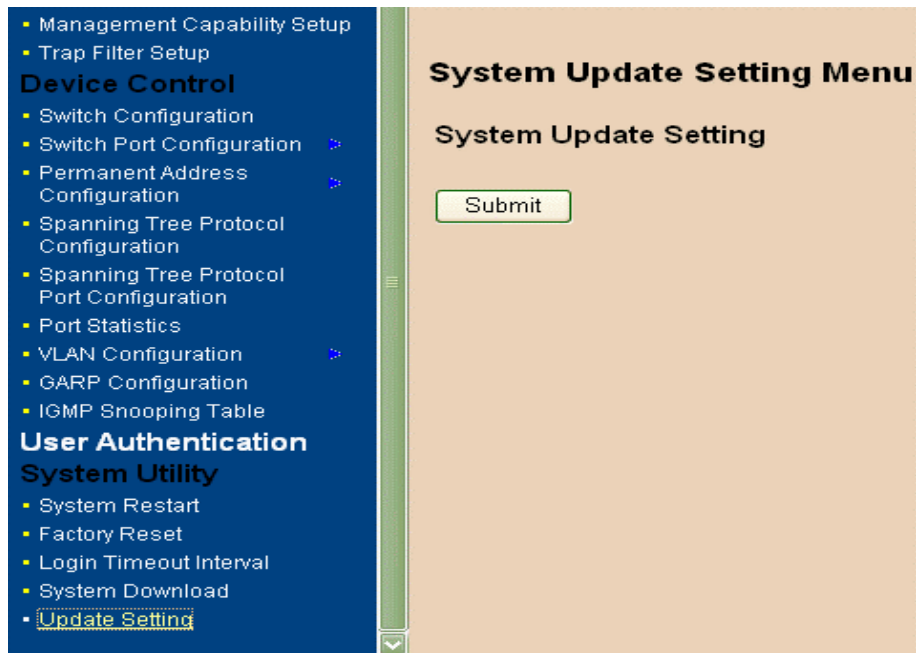 Management Capability Setup
Trap Filter Setup
Device Control
Switch Configuration
Switch Port Configuration
Permanent Address
Configuration
Spanning Tree Protocol
Configuration
Spanning Tree Protocol
Port Configuration
Port Statistics
VLAN Configuration
GARP Configuration
IGMP Snooping Table
User Authentication
System Utility
System Restart
Factory Reset
Login Timeout Interval
System Download
Update Setting
System Update Setting Menu
System Update Setting
Submit